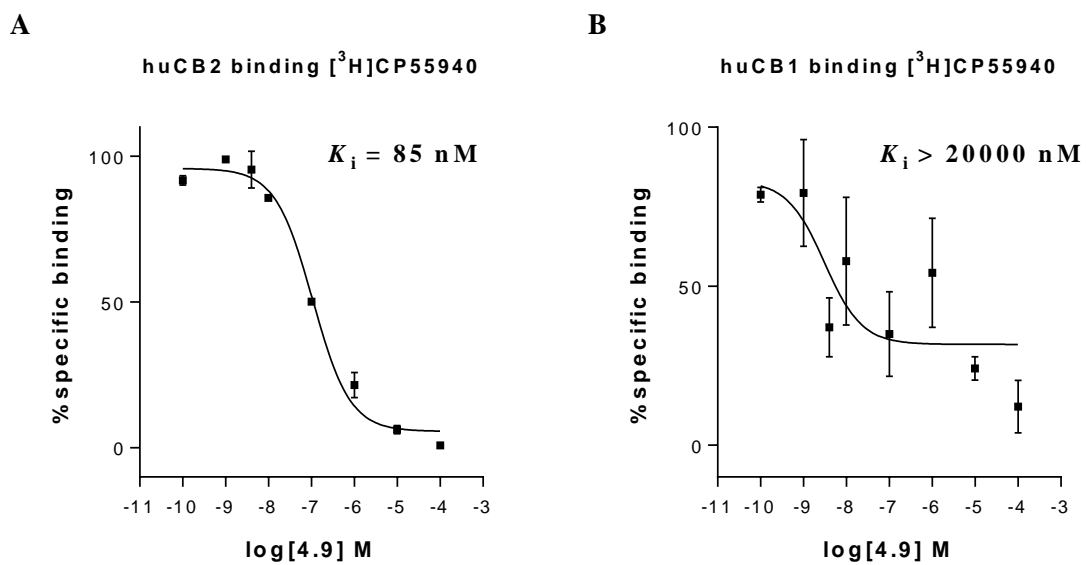 A
huCB2 binding [³H]CP55940
Kᵢ = 85 nM
100
50
0
%specific binding
-11 -10 -9 -8 -7 -6 -5 -4 -3
log[4.9] M
B
huCB1 binding [³H]CP55940
Kᵢ > 20000 nM
100
50
0
%specific binding
-11 -10 -9 -8 -7 -6 -5 -4 -3
log[4.9] M